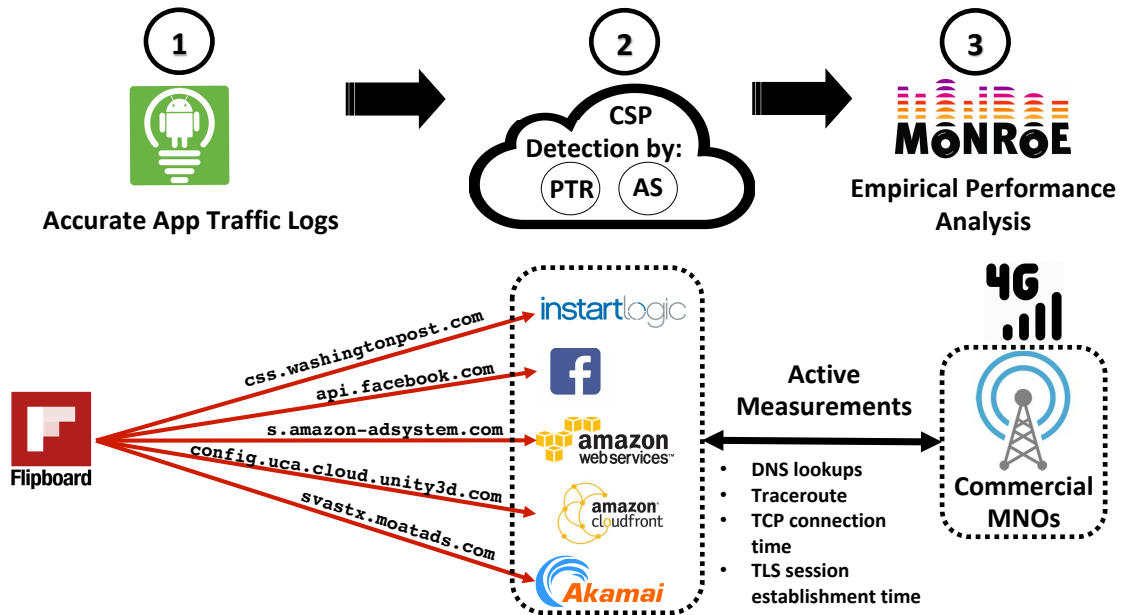 1
2
3
CSP
Detection by:
PTR
AS
MONROE
Accurate App Traffic Logs
Empirical Performance
Analysis
4G
css.washingtonpost.com
instartlogic
api.facebook.com
f
s.amazon-adsystem.com
amazon
webservices™
config.uca.cloud.unity3d.com
amazon
cloudfront
svastx.moatads.com
Akamai
Flipboard
Active
Measurements
• DNS lookups
• Traceroute
• TCP connection
time
• TLS session
establishment time
Commercial
MNOs